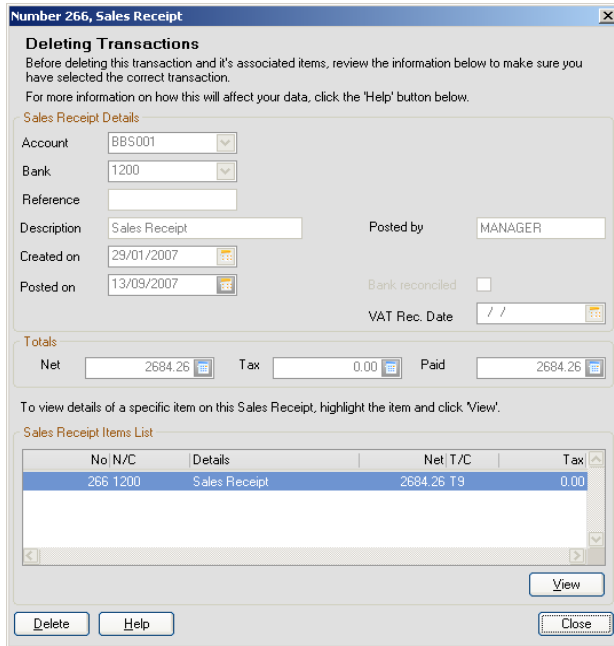 Number 266, Sales Receipt
Deleting Transactions
Before deleting this transaction and it's associated items, review the information below to make sure you
have selected the correct transaction.
For more information on how this will affect your data, click the 'Help' button below.
Sales Receipt Details
Account BBS001
Bank 1200
Reference
Description Sales Receipt Posted by MANAGER
Created on 29/01/2007
Posted on 13/09/2007 Bank reconciled
VAT Rec. Date / /
Totals
Net 2684.26 Tax 0.00 Paid 2684.26
To view details of a specific item on this Sales Receipt, highlight the item and click 'View'.
Sales Receipt Items List
No N/C Details Net T/C Tax
266 1200 Sales Receipt 2684.26 T9 0.00
View
Delete Help Close